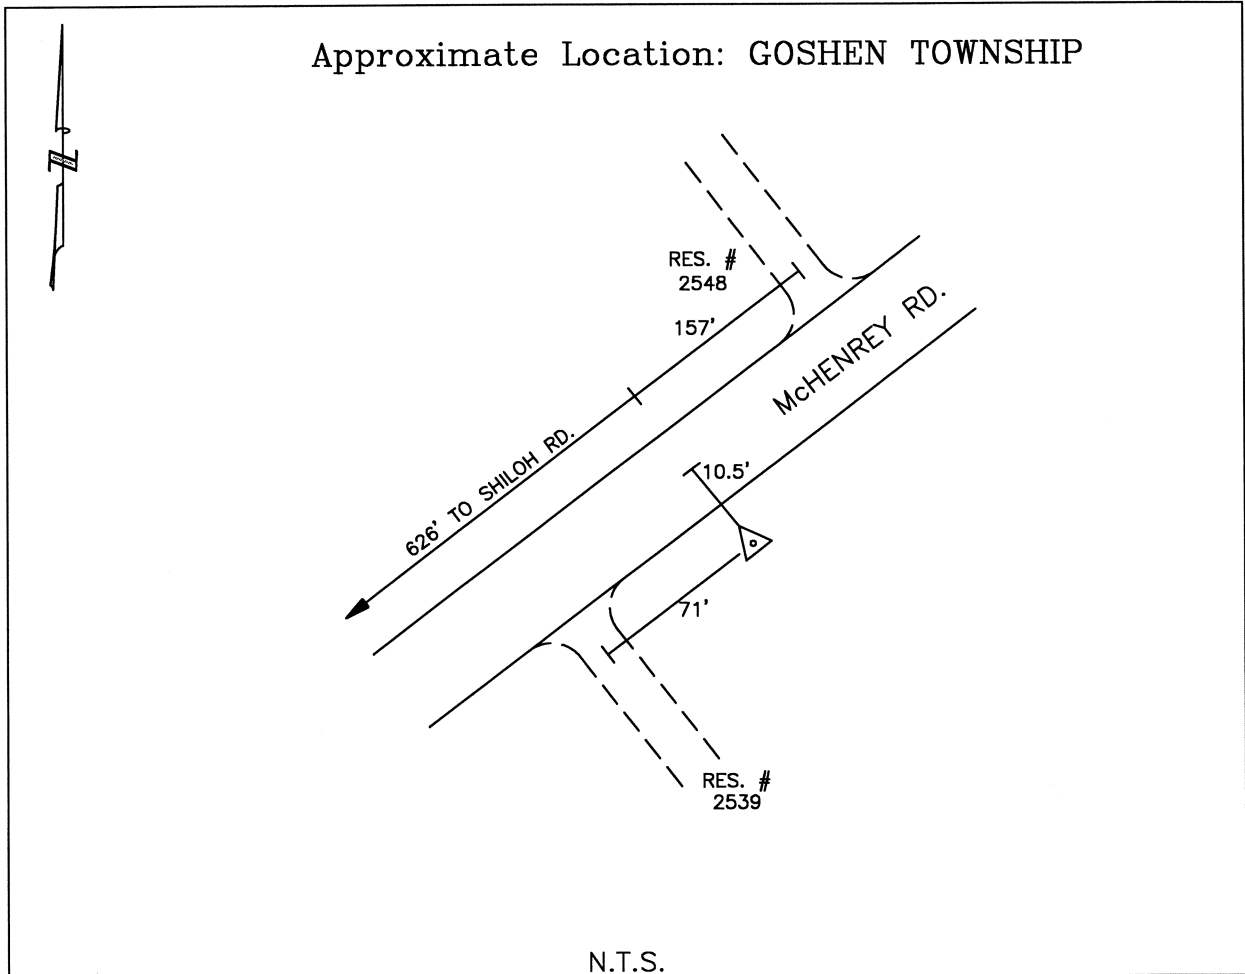 Approximate Location: GOSHEN TOWNSHIP
N
RES. #
2548
157'
McHENREY RD.
626' TO SHILOH RD.
10.5'
71'
RES. #
2539
N.T.S.